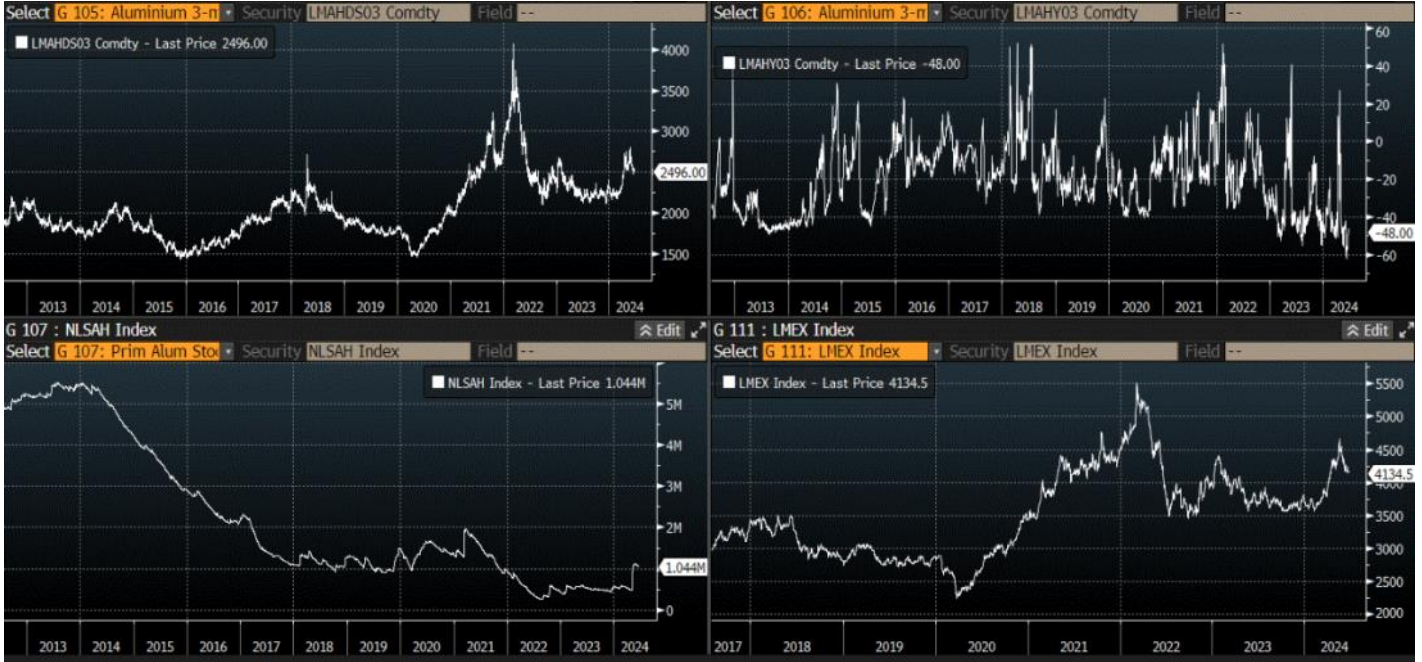 Select G 105: Aluminium 3-m Security LMAHDS03 Comdty Field --
LMAHDS03 Comdty - Last Price 2496.00
4000
3500
3000
2496.00
2000
1500
2013 2014 2015 2016 2017 2018 2019 2020 2021 2022 2023 2024
Select G 106: Aluminium 3-m Security LMAHY03 Comdty Field --
LMAHY03 Comdty - Last Price -48.00
60
40
20
0
-20
-40
-48.00
-60
2013 2014 2015 2016 2017 2018 2019 2020 2021 2022 2023 2024
G 107 : NLSAH Index Edit
Select G 107: Prim Alum Sto Security NLSAH Index Field --
NLSAH Index - Last Price 1.044M
5M
4M
3M
2M
1.044M
0
2013 2014 2015 2016 2017 2018 2019 2020 2021 2022 2023 2024
G 111 : LMEX Index Edit
Select G 111: LMEX Index Security LMEX Index Field --
LMEX Index - Last Price 4134.5
5500
5000
4500
4134.5
4000
3500
3000
2500
2000
2017 2018 2019 2020 2021 2022 2023 2024